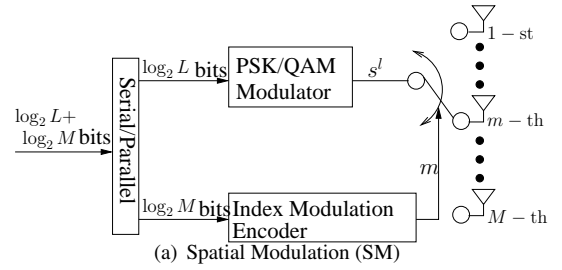 log₂ L+
log₂ M bits
Serial/Parallel
log₂ L bits
PSK/QAM
Modulator
sˡ
1 − st
m − th
m
log₂ M bits
Index Modulation
Encoder
M − th
(a) Spatial Modulation (SM)